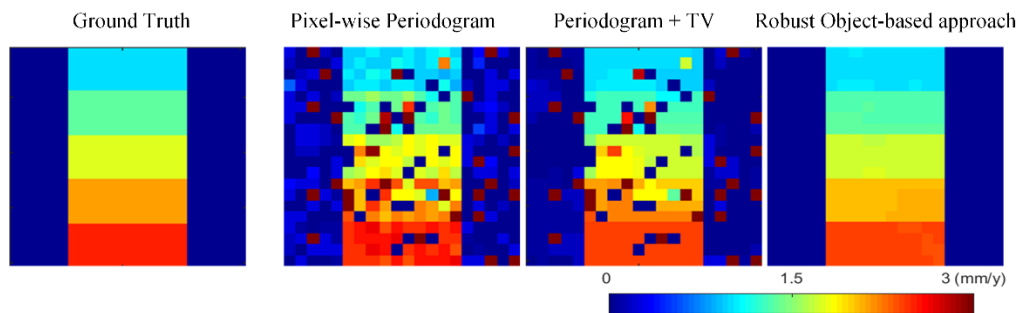 Ground Truth
Pixel-wise Periodogram
Periodogram + TV
Robust Object-based approach
0 1.5 3 (mm/y)